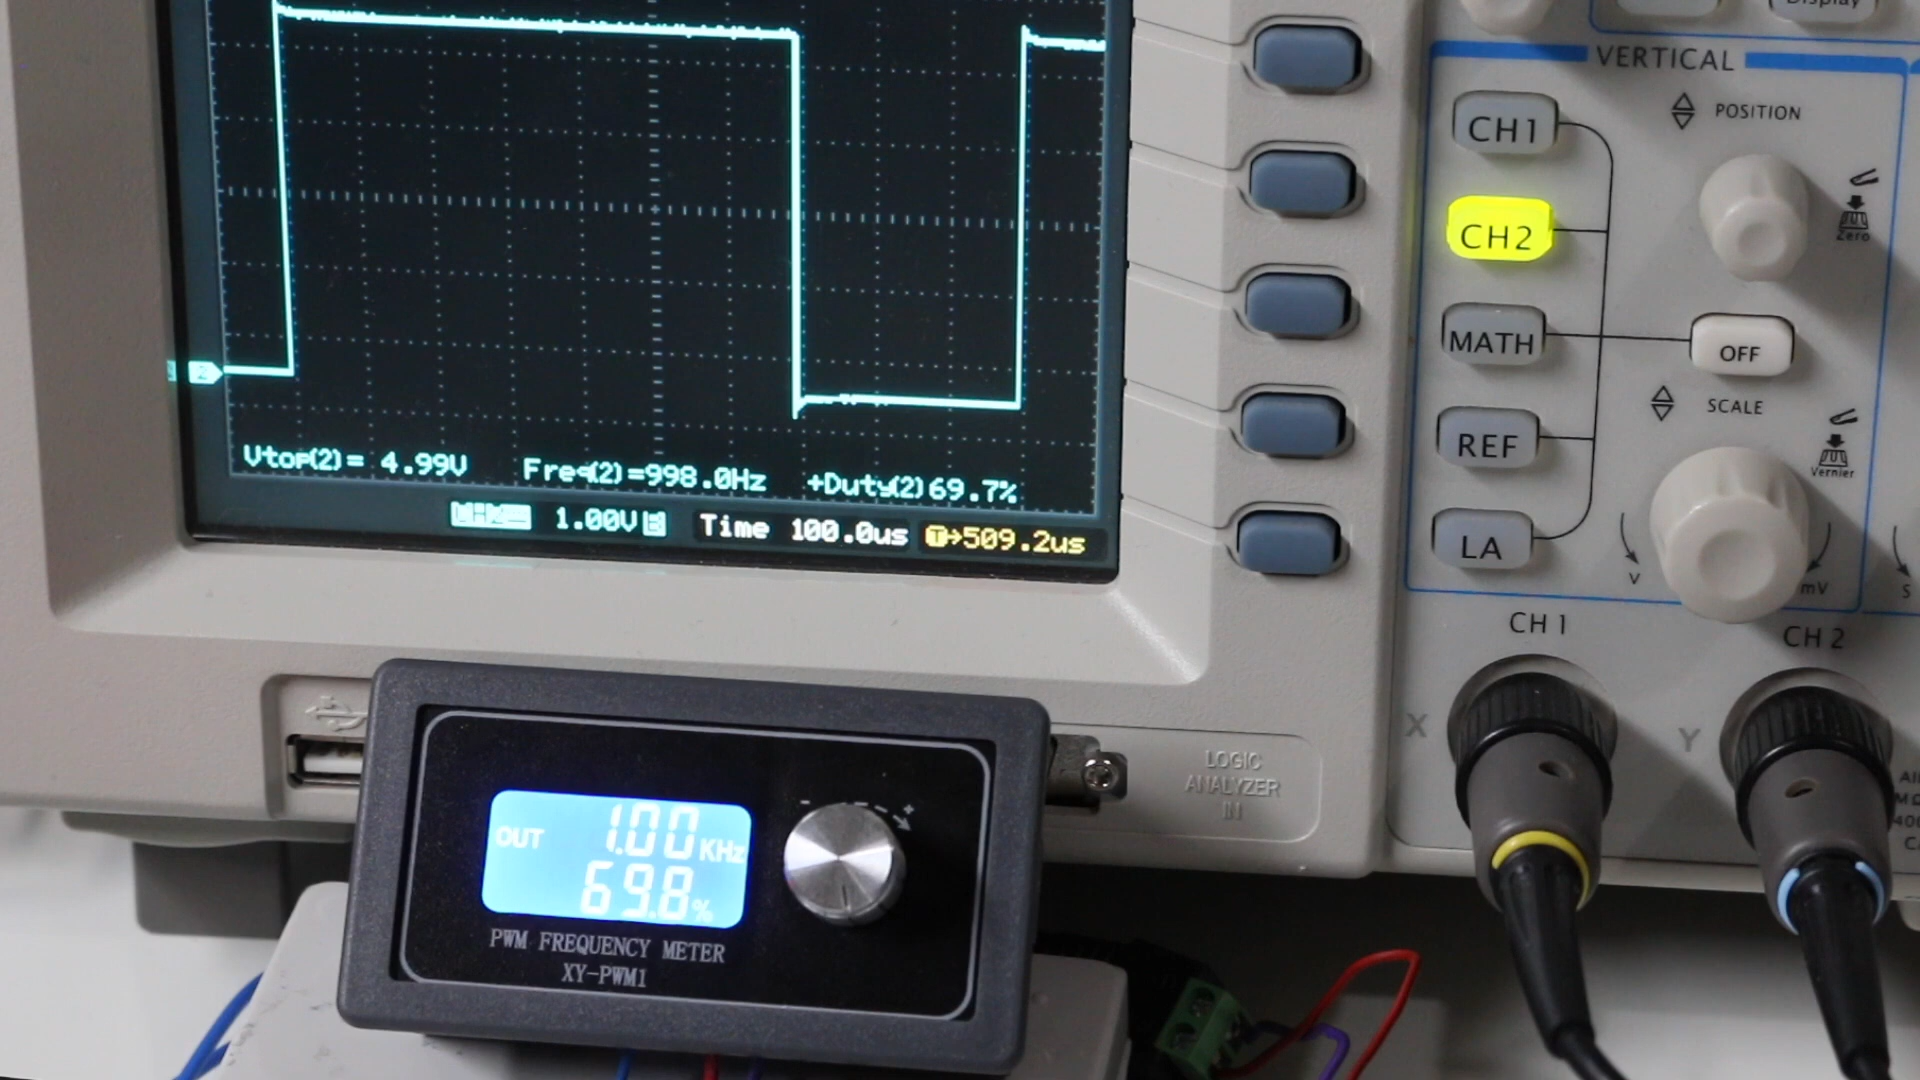 Display
VERTICAL
CH1
POSITION
CH2
Zero
MATH
OFF
SCALE
REF
Vernier
LA
V
mV
S
Vtop(2)= 4.99V Freq(2)=998.0Hz +Duty(2)69.7%
1.00V Time 100.0us T→509.2us
CH 1
CH 2
X
Y
LOGIC
ANALYZER
IN
OUT 1.00 KHz
69.8%
- +
PWM FREQUENCY METER
XY-PWM1